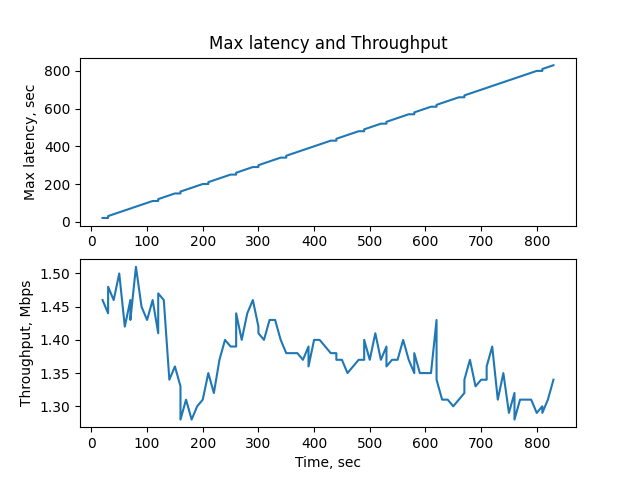 Max latency and Throughput
800
600
400
200
0
Max latency, sec
0 100 200 300 400 500 600 700 800
1.50
1.45
1.40
1.35
1.30
Throughput, Mbps
0 100 200 300 400 500 600 700 800
Time, sec